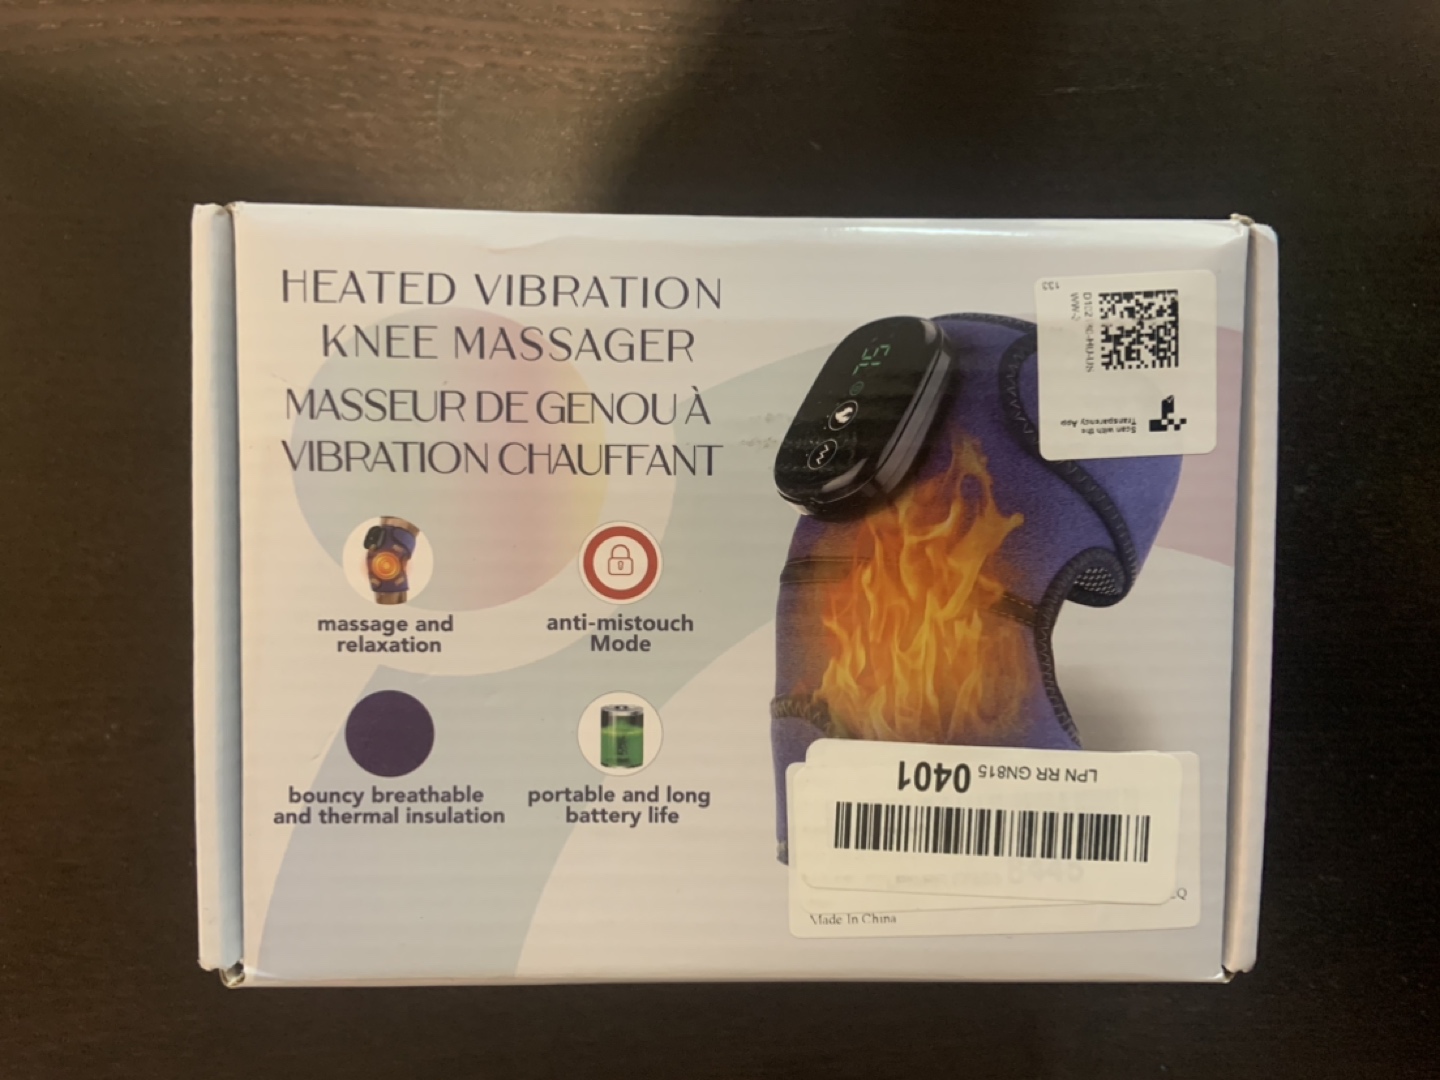 HEATED VIBRATION
KNEE MASSAGER
MASSEUR DE GENOU À
VIBRATION CHAUFFANT
massage and
relaxation
anti-mistouch
Mode
bouncy breathable
and thermal insulation
portable and long
battery life
133
Scan with the
Transparency App
LPN RR GN815 0401
Made In China